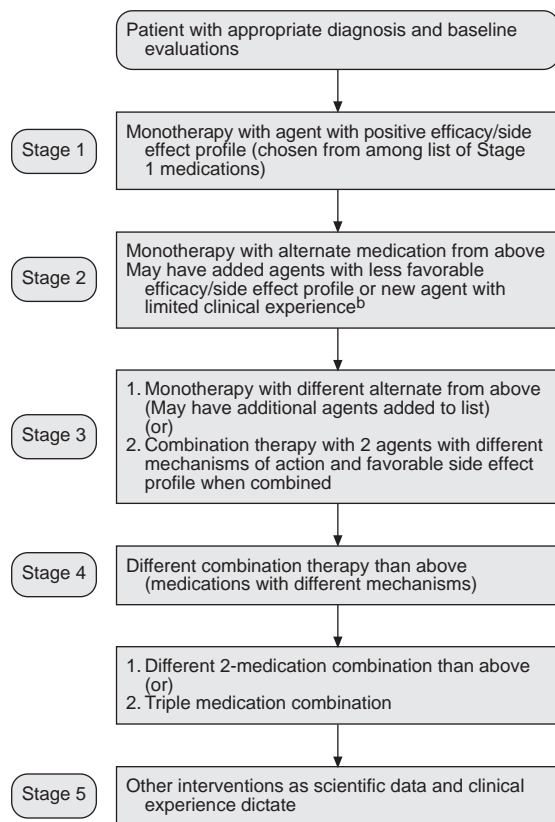 Patient with appropriate diagnosis and baseline
evaluations
Stage 1
Monotherapy with agent with positive efficacy/side
effect profile (chosen from among list of Stage
1 medications)
Stage 2
Monotherapy with alternate medication from above
May have added agents with less favorable
efficacy/side effect profile or new agent with
limited clinical experienceb
Stage 3
1. Monotherapy with different alternate from above
(May have additional agents added to list)
(or)
2. Combination therapy with 2 agents with different
mechanisms of action and favorable side effect
profile when combined
Stage 4
Different combination therapy than above
(medications with different mechanisms)
1. Different 2-medication combination than above
(or)
2. Triple medication combination
Stage 5
Other interventions as scientific data and clinical
experience dictate